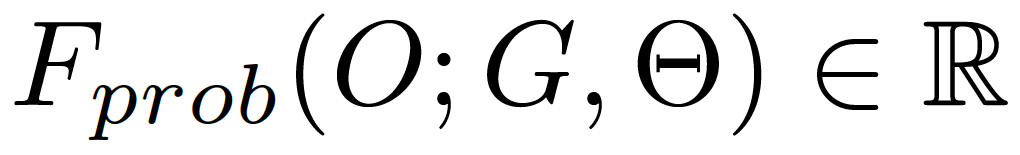 F_{prob}(O; G, Θ) ∈ ℝ